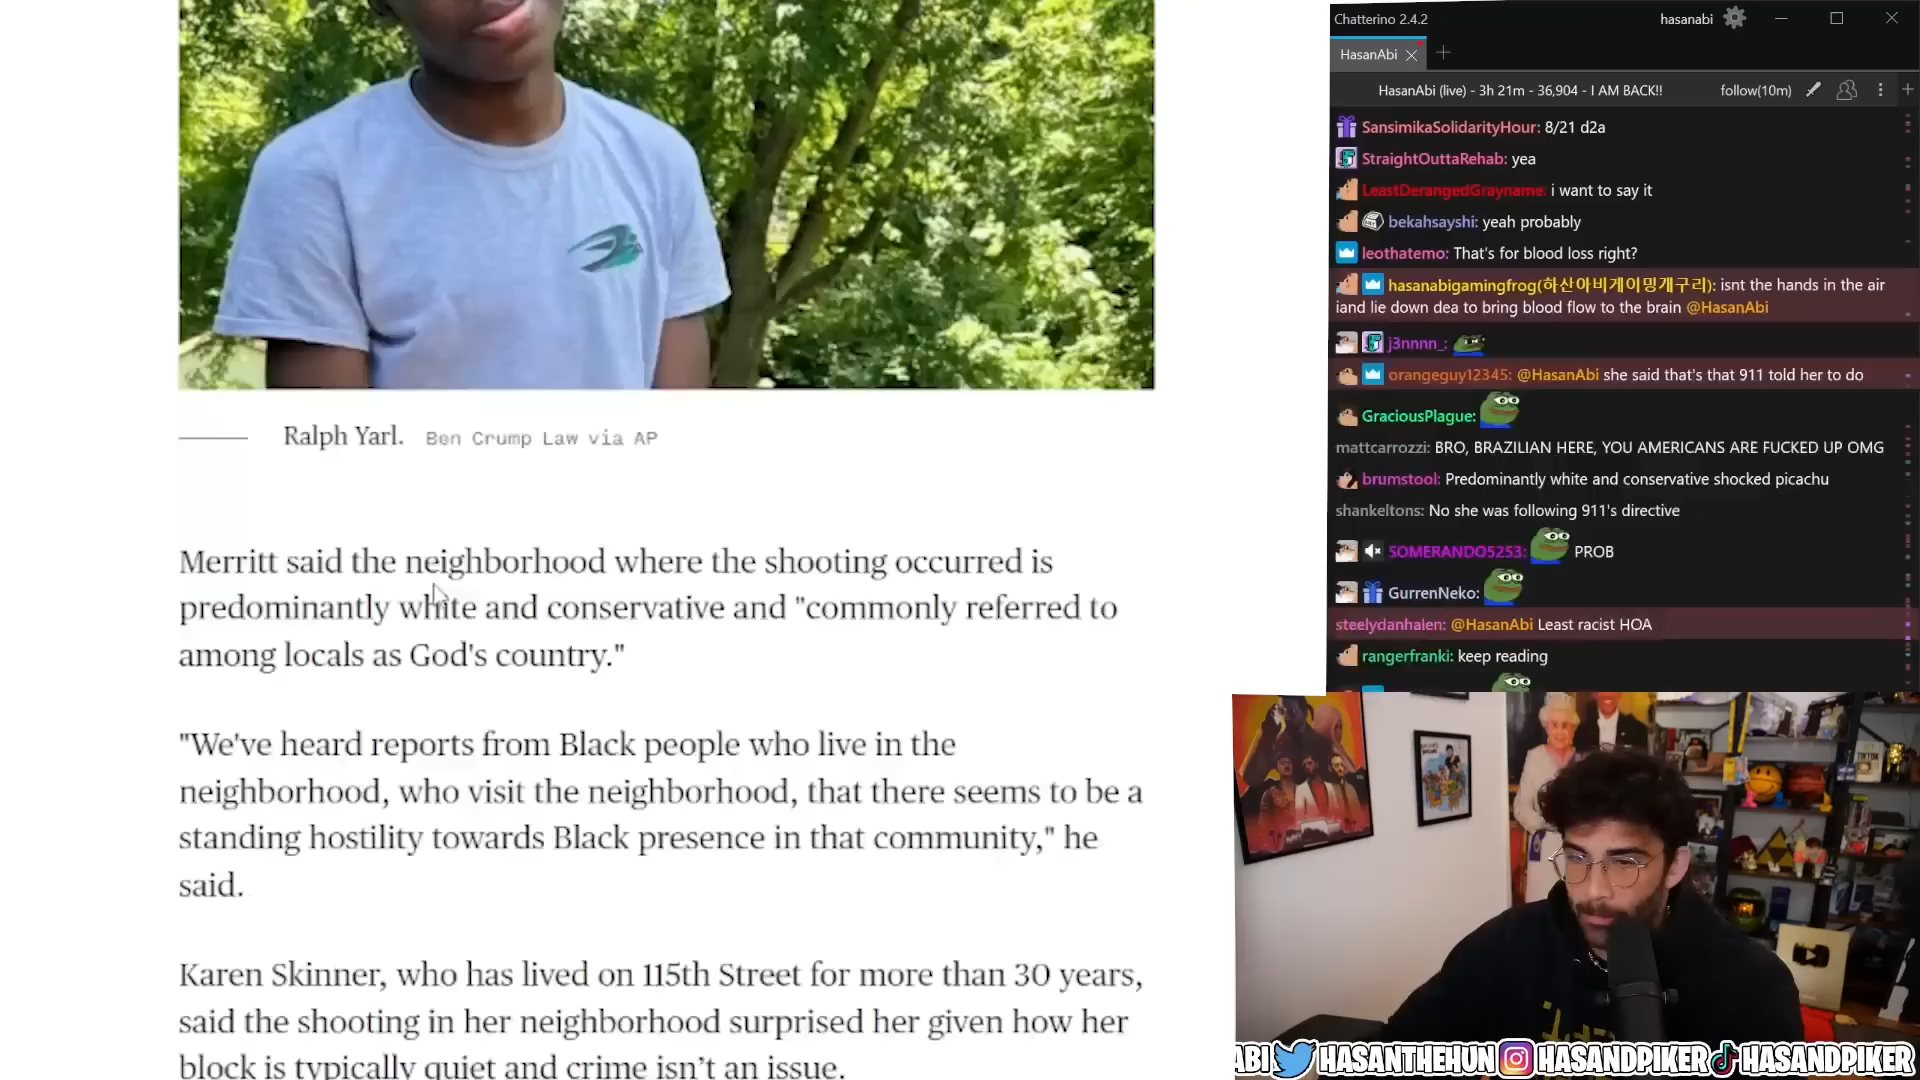 Ralph Yarl. Ben Crump Law via AP
Merritt said the neighborhood where the shooting occurred is
predominantly white and conservative and "commonly referred to
among locals as God's country."
"We've heard reports from Black people who live in the
neighborhood, who visit the neighborhood, that there seems to be a
standing hostility towards Black presence in that community," he
said.
Karen Skinner, who has lived on 115th Street for more than 30 years,
said the shooting in her neighborhood surprised her given how her
block is typically quiet and crime isn't an issue.
Chatterino 2.4.2
hasanabi
HasanAbi
HasanAbi (live) - 3h 21m - 36,904 - I AM BACK!!
follow(10m)
SansimikaSolidarityHour: 8/21 d2a
StraightOuttaRehab: yea
LeastDerangedGrayname: i want to say it
bekahsayshi: yeah probably
leothatemo: That's for blood loss right?
hasanabigamingfrog(하산아비게이밍개구리): isnt the hands in the air
iand lie down dea to bring blood flow to the brain @HasanAbi
j3nnnn_:
orangeguy12345: @HasanAbi she said that's that 911 told her to do
GraciousPlague:
mattcarrozzi: BRO, BRAZILIAN HERE, YOU AMERICANS ARE FUCKED UP OMG
brumstool: Predominantly white and conservative shocked picachu
shankeltons: No she was following 911's directive
SOMERANDO5253: PROB
GurrenNeko:
steelydanhalen: @HasanAbi Least racist HOA
rangerfranki: keep reading
ABI HASANTHEHUN HASANDPIKER HASANDPIKER